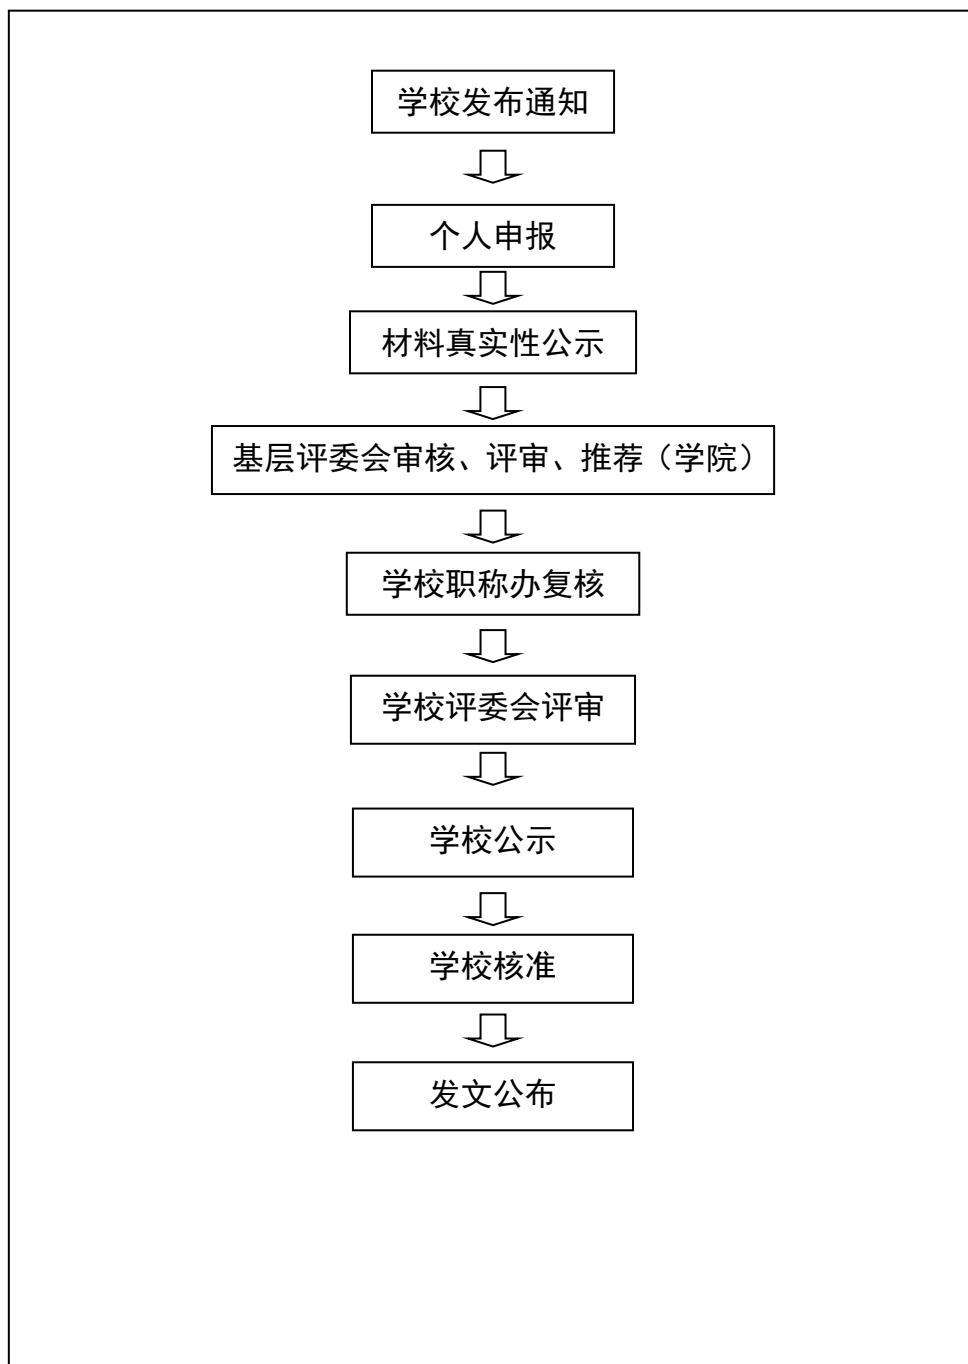 学校发布通知
个人申报
材料真实性公示
基层评委会审核、评审、推荐（学院）
学校职称办复核
学校评委会评审
学校公示
学校核准
发文公布